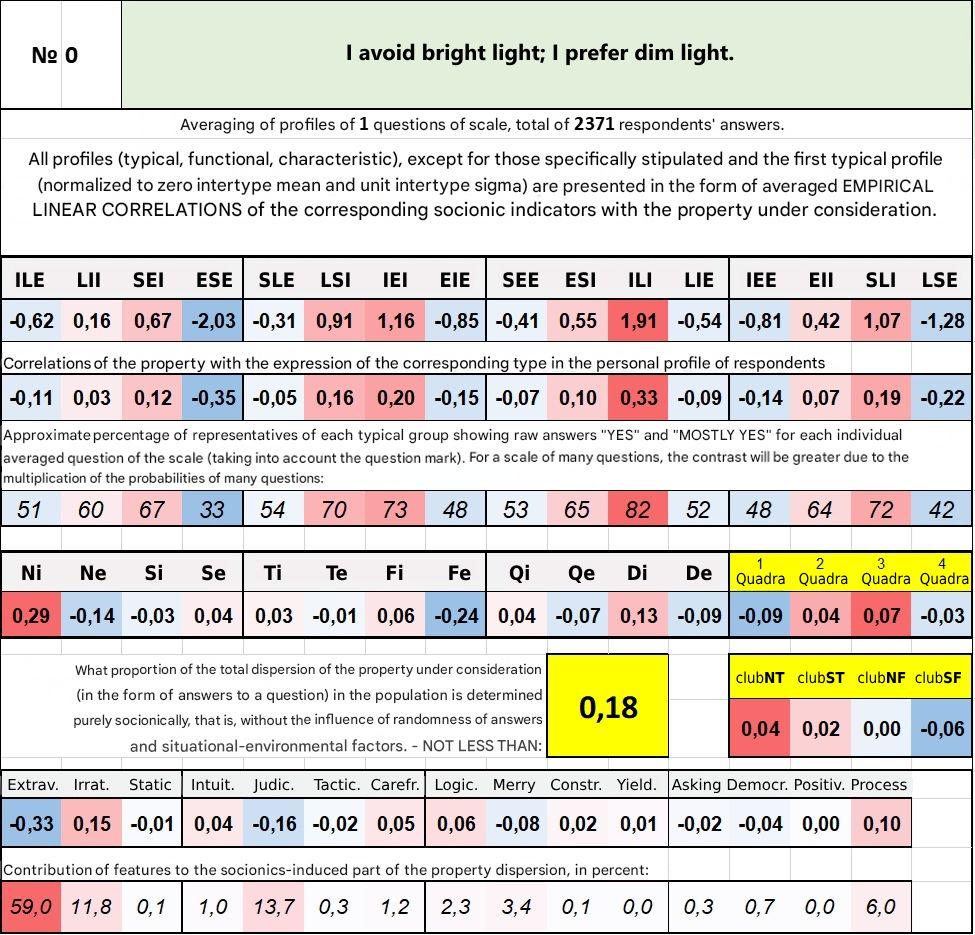 № 0
I avoid bright light; I prefer dim light.
Averaging of profiles of 1 questions of scale, total of 2371 respondents' answers.
All profiles (typical, functional, characteristic), except for those specifically stipulated and the first typical profile
(normalized to zero intertype mean and unit intertype sigma) are presented in the form of averaged EMPIRICAL
LINEAR CORRELATIONS of the corresponding socionic indicators with the property under consideration.
ILE LII SEI ESE SLE LSI IEI EIE SEE ESI ILI LIE IEE EII SLI LSE
-0,62 0,16 0,67 -2,03 -0,31 0,91 1,16 -0,85 -0,41 0,55 1,91 -0,54 -0,81 0,42 1,07 -1,28
Correlations of the property with the expression of the corresponding type in the personal profile of respondents
-0,11 0,03 0,12 -0,35 -0,05 0,16 0,20 -0,15 -0,07 0,10 0,33 -0,09 -0,14 0,07 0,19 -0,22
Approximate percentage of representatives of each typical group showing raw answers "YES" and "MOSTLY YES" for each individual
averaged question of the scale (taking into account the question mark). For a scale of many questions, the contrast will be greater due to the
multiplication of the probabilities of many questions:
51 60 67 33 54 70 73 48 53 65 82 52 48 64 72 42
Ni Ne Si Se Ti Te Fi Fe Qi Qe Di De 1 Quadra 2 Quadra 3 Quadra 4 Quadra
0,29 -0,14 -0,03 0,04 0,03 -0,01 0,06 -0,24 0,04 -0,07 0,13 -0,09 -0,09 0,04 0,07 -0,03
What proportion of the total dispersion of the property under consideration
(in the form of answers to a question) in the population is determined
purely socionically, that is, without the influence of randomness of answers
and situational-environmental factors. - NOT LESS THAN:
0,18
clubNT clubST clubNF clubSF
0,04 0,02 0,00 -0,06
Extrav. Irrat. Static Intuit. Judic. Tactic. Carefr. Logic. Merry Constr. Yield. Asking Democr. Positiv. Process
-0,33 0,15 -0,01 0,04 -0,16 -0,02 0,05 0,06 -0,08 0,02 0,01 -0,02 -0,04 0,00 0,10
Contribution of features to the socionics-induced part of the property dispersion, in percent:
59,0 11,8 0,1 1,0 13,7 0,3 1,2 2,3 3,4 0,1 0,0 0,3 0,7 0,0 6,0